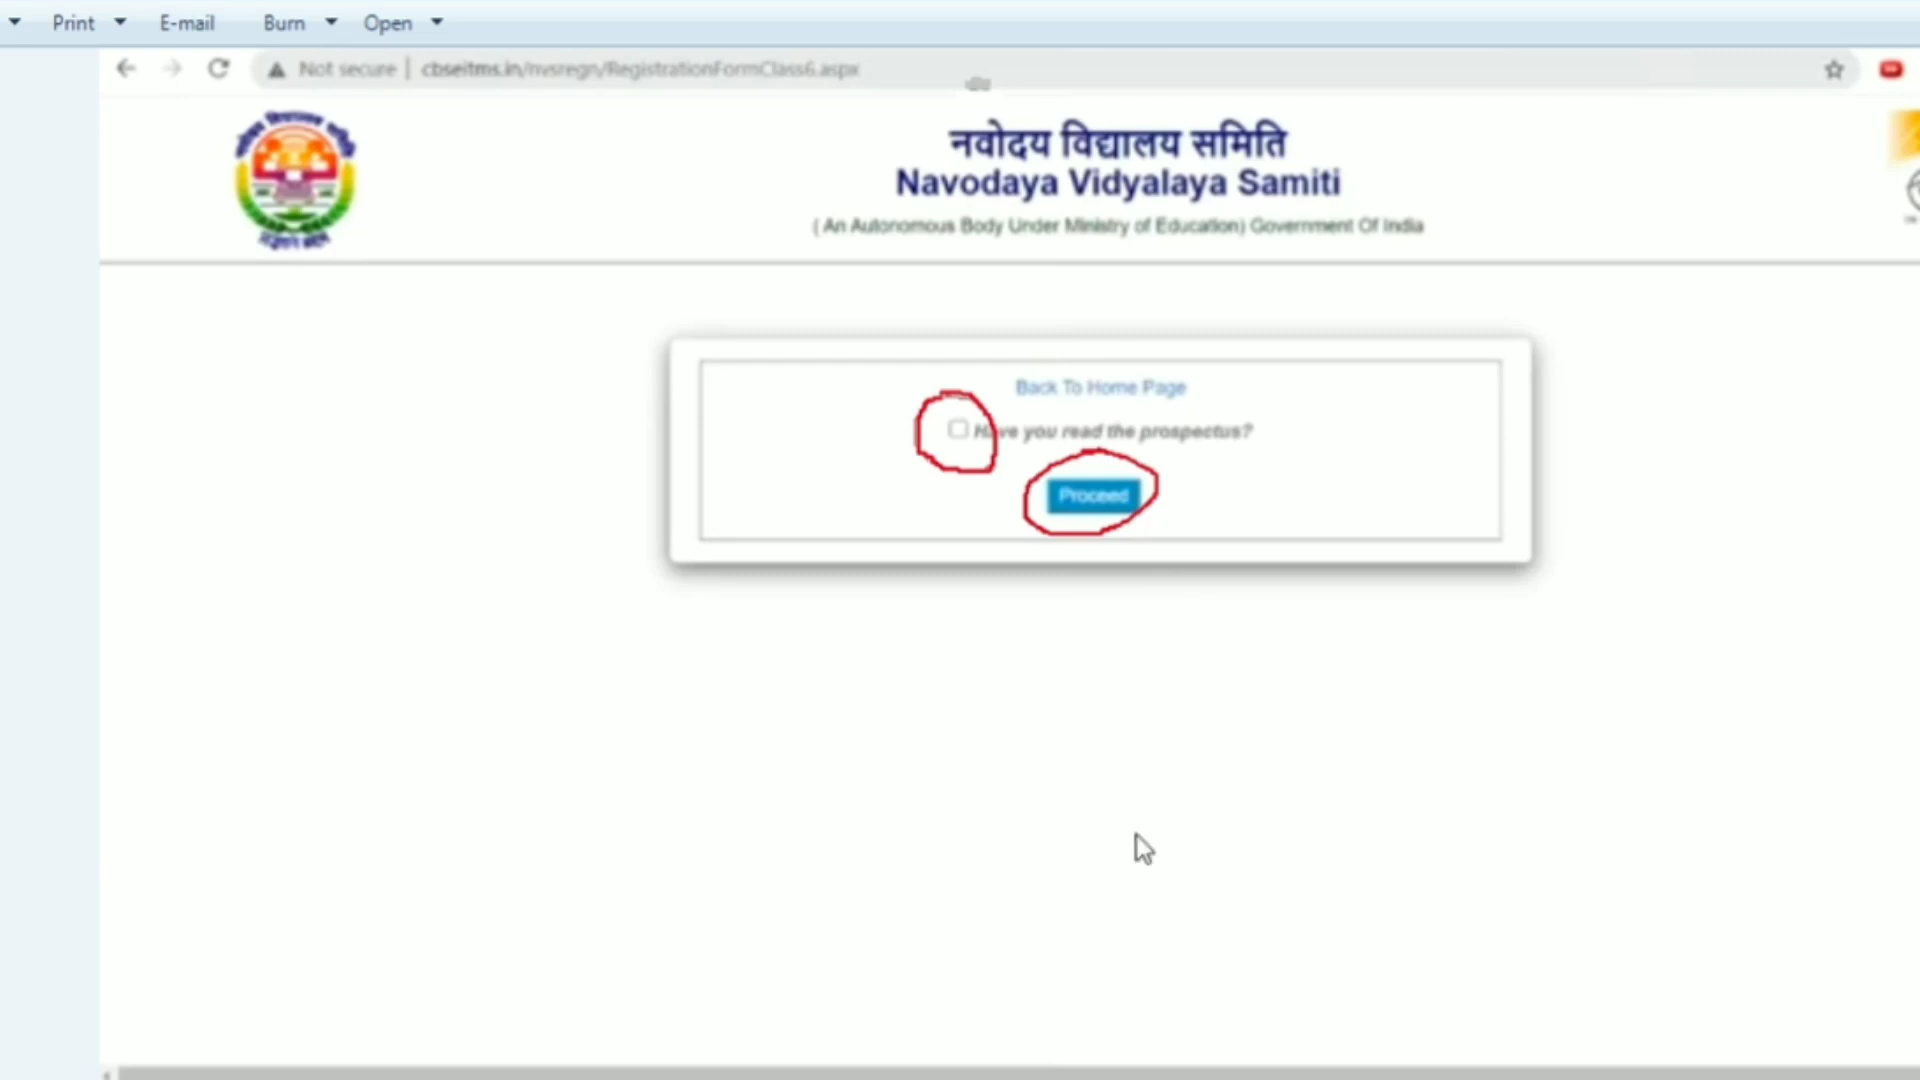 Print E-mail Burn Open
Not secure | cbseitms.in/nvsregn/RegistrationFormClass6.aspx
नवोदय विद्यालय समिति
Navodaya Vidyalaya Samiti
( An Autonomous Body Under Ministry of Education) Government Of India
Back To Home Page
Have you read the prospectus?
Proceed